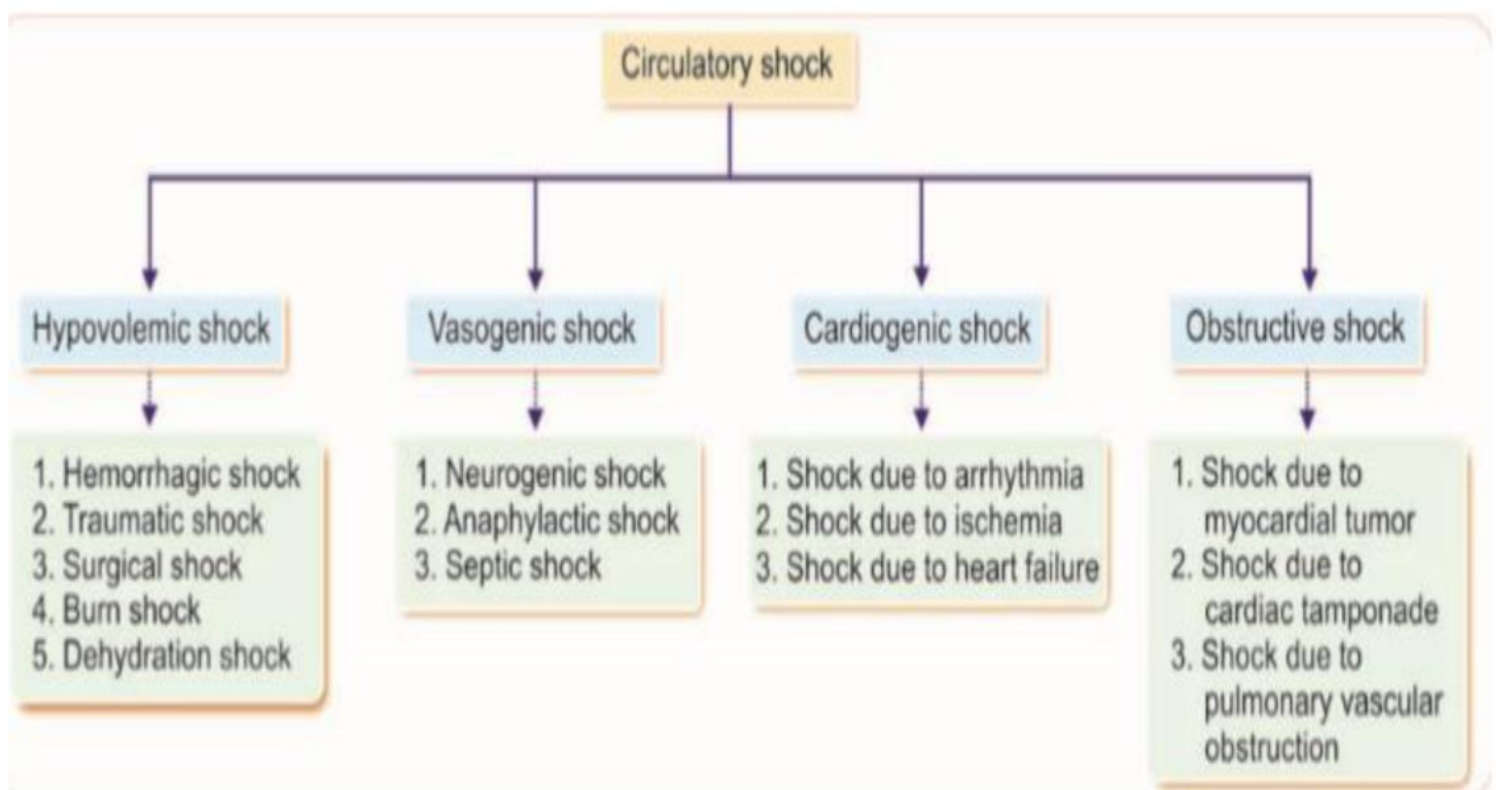 Circulatory shock
Hypovolemic shock
Vasogenic shock
Cardiogenic shock
Obstructive shock
1. Hemorrhagic shock
2. Traumatic shock
3. Surgical shock
4. Burn shock
5. Dehydration shock
1. Neurogenic shock
2. Anaphylactic shock
3. Septic shock
1. Shock due to arrhythmia
2. Shock due to ischemia
3. Shock due to heart failure
1. Shock due to
myocardial tumor
2. Shock due to
cardiac tamponade
3. Shock due to
pulmonary vascular
obstruction